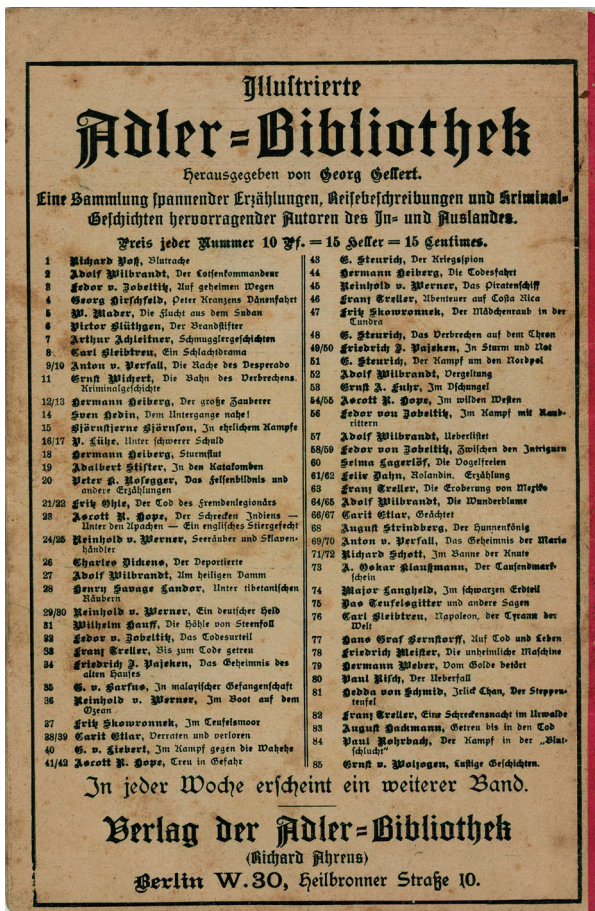 Illustrierte
Adler=Bibliothek
Herausgegeben von Georg Gellert.
Eine Sammlung spannender Erzählungen, Reisebeschreibungen und Kriminal-
Geschichten hervorragender Autoren des In- und Auslandes.
Preis jeder Nummer 10 Pf. = 15 Heller = 15 Centimes.
1 Richard Voß, Blutrache
2 Adolf Wilbrandt, Der Lotsenkommandeur
3 Fedor v. Zobeltitz, Auf geheimen Wegen
4 Georg Hirschfeld, Peter Kranzens Dänenfahrt
5 W. Mader, Die Flucht aus dem Sudan
6 Victor Blüthgen, Der Brandstifter
7 Arthur Achleitner, Schmugglergeschichten
8 Carl Bleibtreu, Ein Schlachtdrama
9/10 Anton v. Perfall, Die Rache des Desperado
11 Ernst Wichert, Die Bahn des Verbrechens.
Kriminalgeschichte
12/13 Hermann Heiberg, Der große Zauberer
14 Sven Hedin, Dem Untergange nahe!
15 Björnstjerne Björnson, In ehrlichem Kampfe
16/17 P. Lühe, Unter schwerer Schuld
18 Hermann Heiberg, Sturmflut
19 Adalbert Stifter, In den Katakomben
20 Peter K. Rosegger, Das Felsenbildnis und
andere Erzählungen
21/22 Fritz Ohle, Der Tod des Fremdenlegionärs
23 Ascott R. Hope, Der Schrecken Indiens —
Unter den Apachen — Ein englisches Stiergefecht
24/25 Reinhold v. Werner, Seeräuber und Sklaven-
händler
26 Charles Dickens, Der Deportierte
27 Adolf Wilbrandt, Am heiligen Damm
28 Henry Savage Landor, Unter tibetanischen
Räubern
29/30 Reinhold v. Werner, Ein deutscher Held
31 Wilhelm Hauff, Die Höhle von Steenfoll
32 Fedor v. Zobeltitz, Das Todesurteil
33 Franz Treller, Bis zum Tode getreu
34 Friedrich J. Pajeken, Das Geheimnis des
alten Hauses
35 G. v. Barfus, In malayischer Gefangenschaft
36 Reinhold v. Werner, Im Boot auf dem
Ozean
37 Fritz Skowronnek, Im Teufelsmoor
38/39 Carit Etlar, Verraten und verloren
40 G. v. Liebert, Im Kampf gegen die Wahehe
41/42 Ascott R. Hope, Treu in Gefahr
43 G. Steurich, Der Kriegsspion
44 Hermann Heiberg, Die Todesfahrt
45 Reinhold v. Werner, Das Piratenschiff
46 Franz Treller, Abenteuer auf Costa Rica
47 Fritz Skowronnek, Der Mädchenraub in der
Tundra
48 E. Steurich, Das Verbrechen auf dem Thron
49/50 Friedrich J. Pajeken, In Sturm und Not
51 E. Steurich, Der Kampf um den Nordpol
52 Adolf Wilbrandt, Vergeltung
53 Ernst A. Fuhr, Im Dschungel
54/55 Ascott R. Hope, Im wilden Westen
56 Fedor von Zobeltitz, Im Kampf mit Raub-
rittern
57 Adolf Wilbrandt, Ueberlistet
58/59 Fedor von Zobeltitz, Zwischen den Intriguen
60 Selma Lagerlöf, Die Vogelfreien
61/62 Felix Dahn, Rolandin. Erzählung
63 Franz Treller, Die Eroberung von Mexiko
64/65 Adolf Wilbrandt, Die Wunderblume
66/67 Carit Etlar, Geächtet
68 August Strindberg, Der Hunnenkönig
69/70 Anton v. Perfall, Das Geheimnis der Maria
71/72 Richard Schott, Im Banne der Knute
73 A. Oskar Klaußmann, Der Tausendmark-
schein
74 Major Langheld, Im schwarzen Erdteil
75 Das Teufelsgitter und andere Sagen
76 Carl Bleibtreu, Napoleon, der Tyrann der
Welt
77 Hans Graf Bernstorff, Auf Tod und Leben
78 Friedrich Meister, Die unheimliche Maschine
79 Hermann Weber, Vom Golde betört
80 Paul Risch, Der Ueberfall
81 Hedda von Schmid, Irlick Chan, Der Steppen-
teufel
82 Franz Treller, Eine Schreckensnacht im Urwalde
83 August Hackmann, Getreu bis in den Tod
84 Paul Rohrbach, Der Kampf in der „Blut-
schlucht“
85 Ernst v. Wolzogen, Lustige Geschichten.
In jeder Woche erscheint ein weiterer Band.
Verlag der Adler=Bibliothek
(Richard Ahrens)
Berlin W. 30, Heilbronner Straße 10.